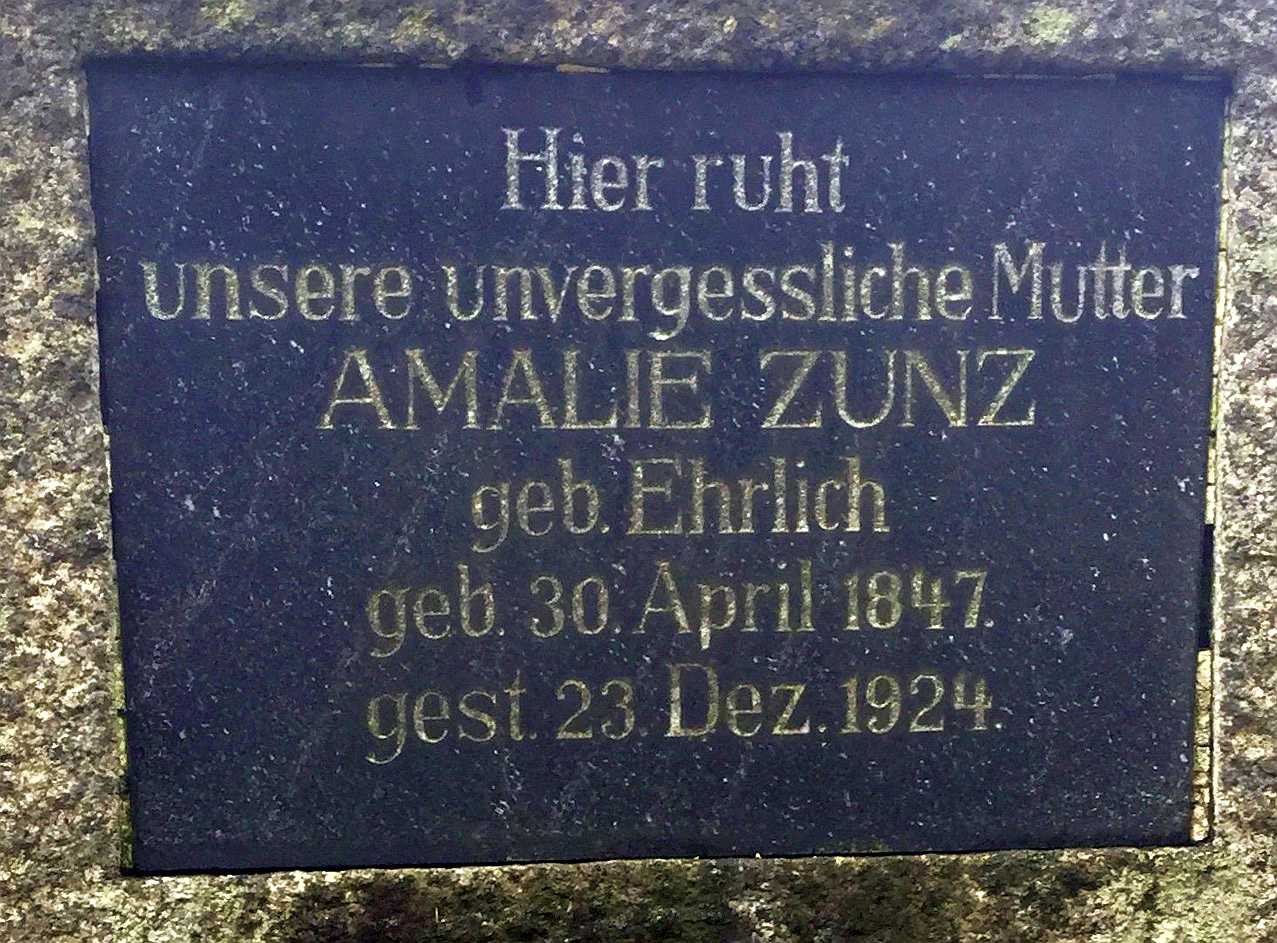 Hier ruht
unsere unvergessliche Mutter
AMALIE ZUNZ
geb. Ehrlich
geb. 30. April 1847.
gest. 23. Dez. 1924.